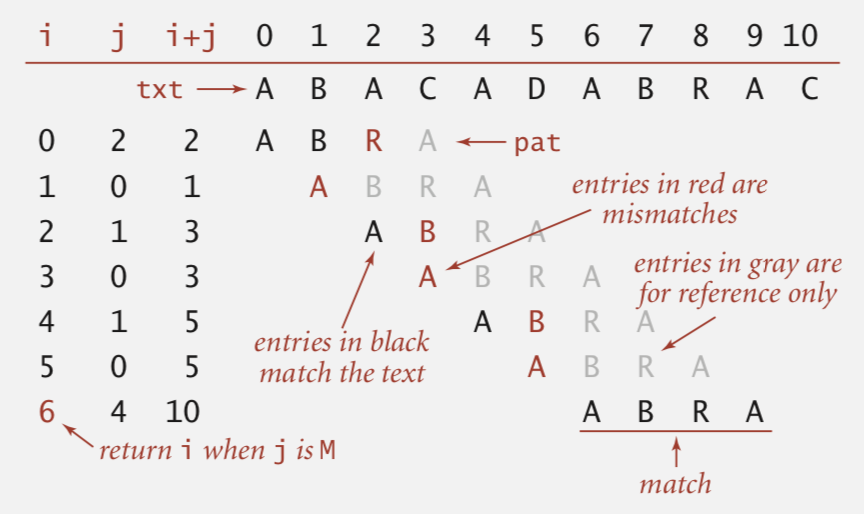 i j i+j 0 1 2 3 4 5 6 7 8 9 10
txt A B A C A D A B R A C
0 2 2 A B R A pat
1 0 1 A B R A
entries in red are
mismatches
2 1 3 A B R A
3 0 3 A B R A
entries in gray are
for reference only
4 1 5 A B R A
entries in black
match the text
5 0 5 A B R A
6 4 10 A B R A
return i when j is M
match